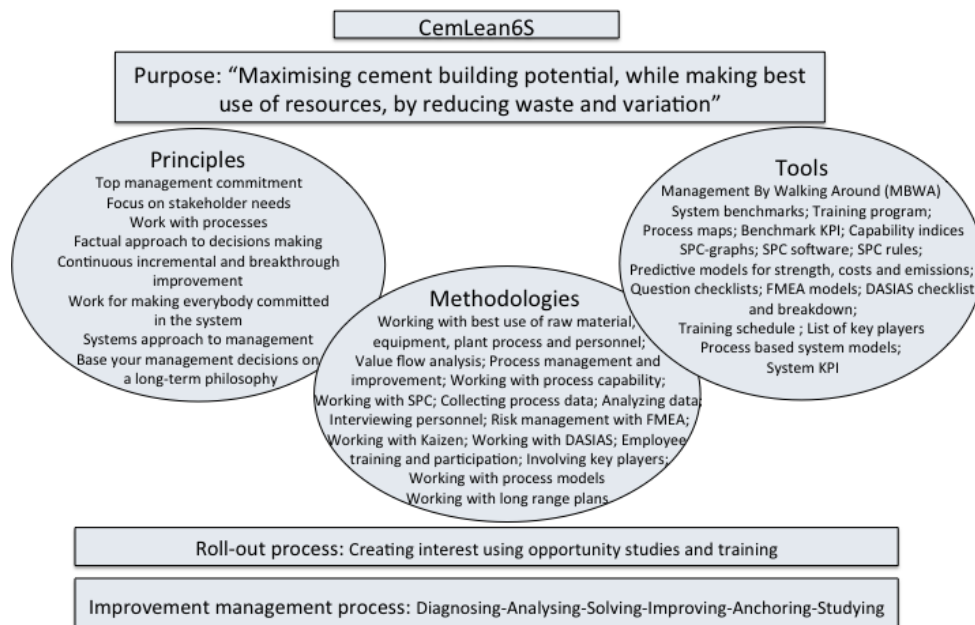 CemLean6S
Purpose: “Maximising cement building potential, while making best
use of resources, by reducing waste and variation”
Principles
Top management commitment
Focus on stakeholder needs
Work with processes
Factual approach to decisions making
Continuous incremental and breakthrough
improvement
Work for making everybody committed
in the system
Systems approach to management
Base your management decisions on
a long-term philosophy
Methodologies
Working with best use of raw material,
equipment, plant process and personnel;
Value flow analysis; Process management and
improvement; Working with process capability;
Working with SPC; Collecting process data; Analyzing data;
Interviewing personnel; Risk management with FMEA;
Working with Kaizen; Working with DASIAS; Employee
training and participation; Involving key players;
Working with process models
Working with long range plans
Tools
Management By Walking Around (MBWA)
System benchmarks; Training program;
Process maps; Benchmark KPI; Capability indices
SPC-graphs; SPC software; SPC rules;
Predictive models for strength, costs and emissions;
Question checklists; FMEA models; DASIAS checklist
and breakdown;
Training schedule ; List of key players
Process based system models;
System KPI
Roll-out process: Creating interest using opportunity studies and training
Improvement management process: Diagnosing-Analysing-Solving-Improving-Anchoring-Studying